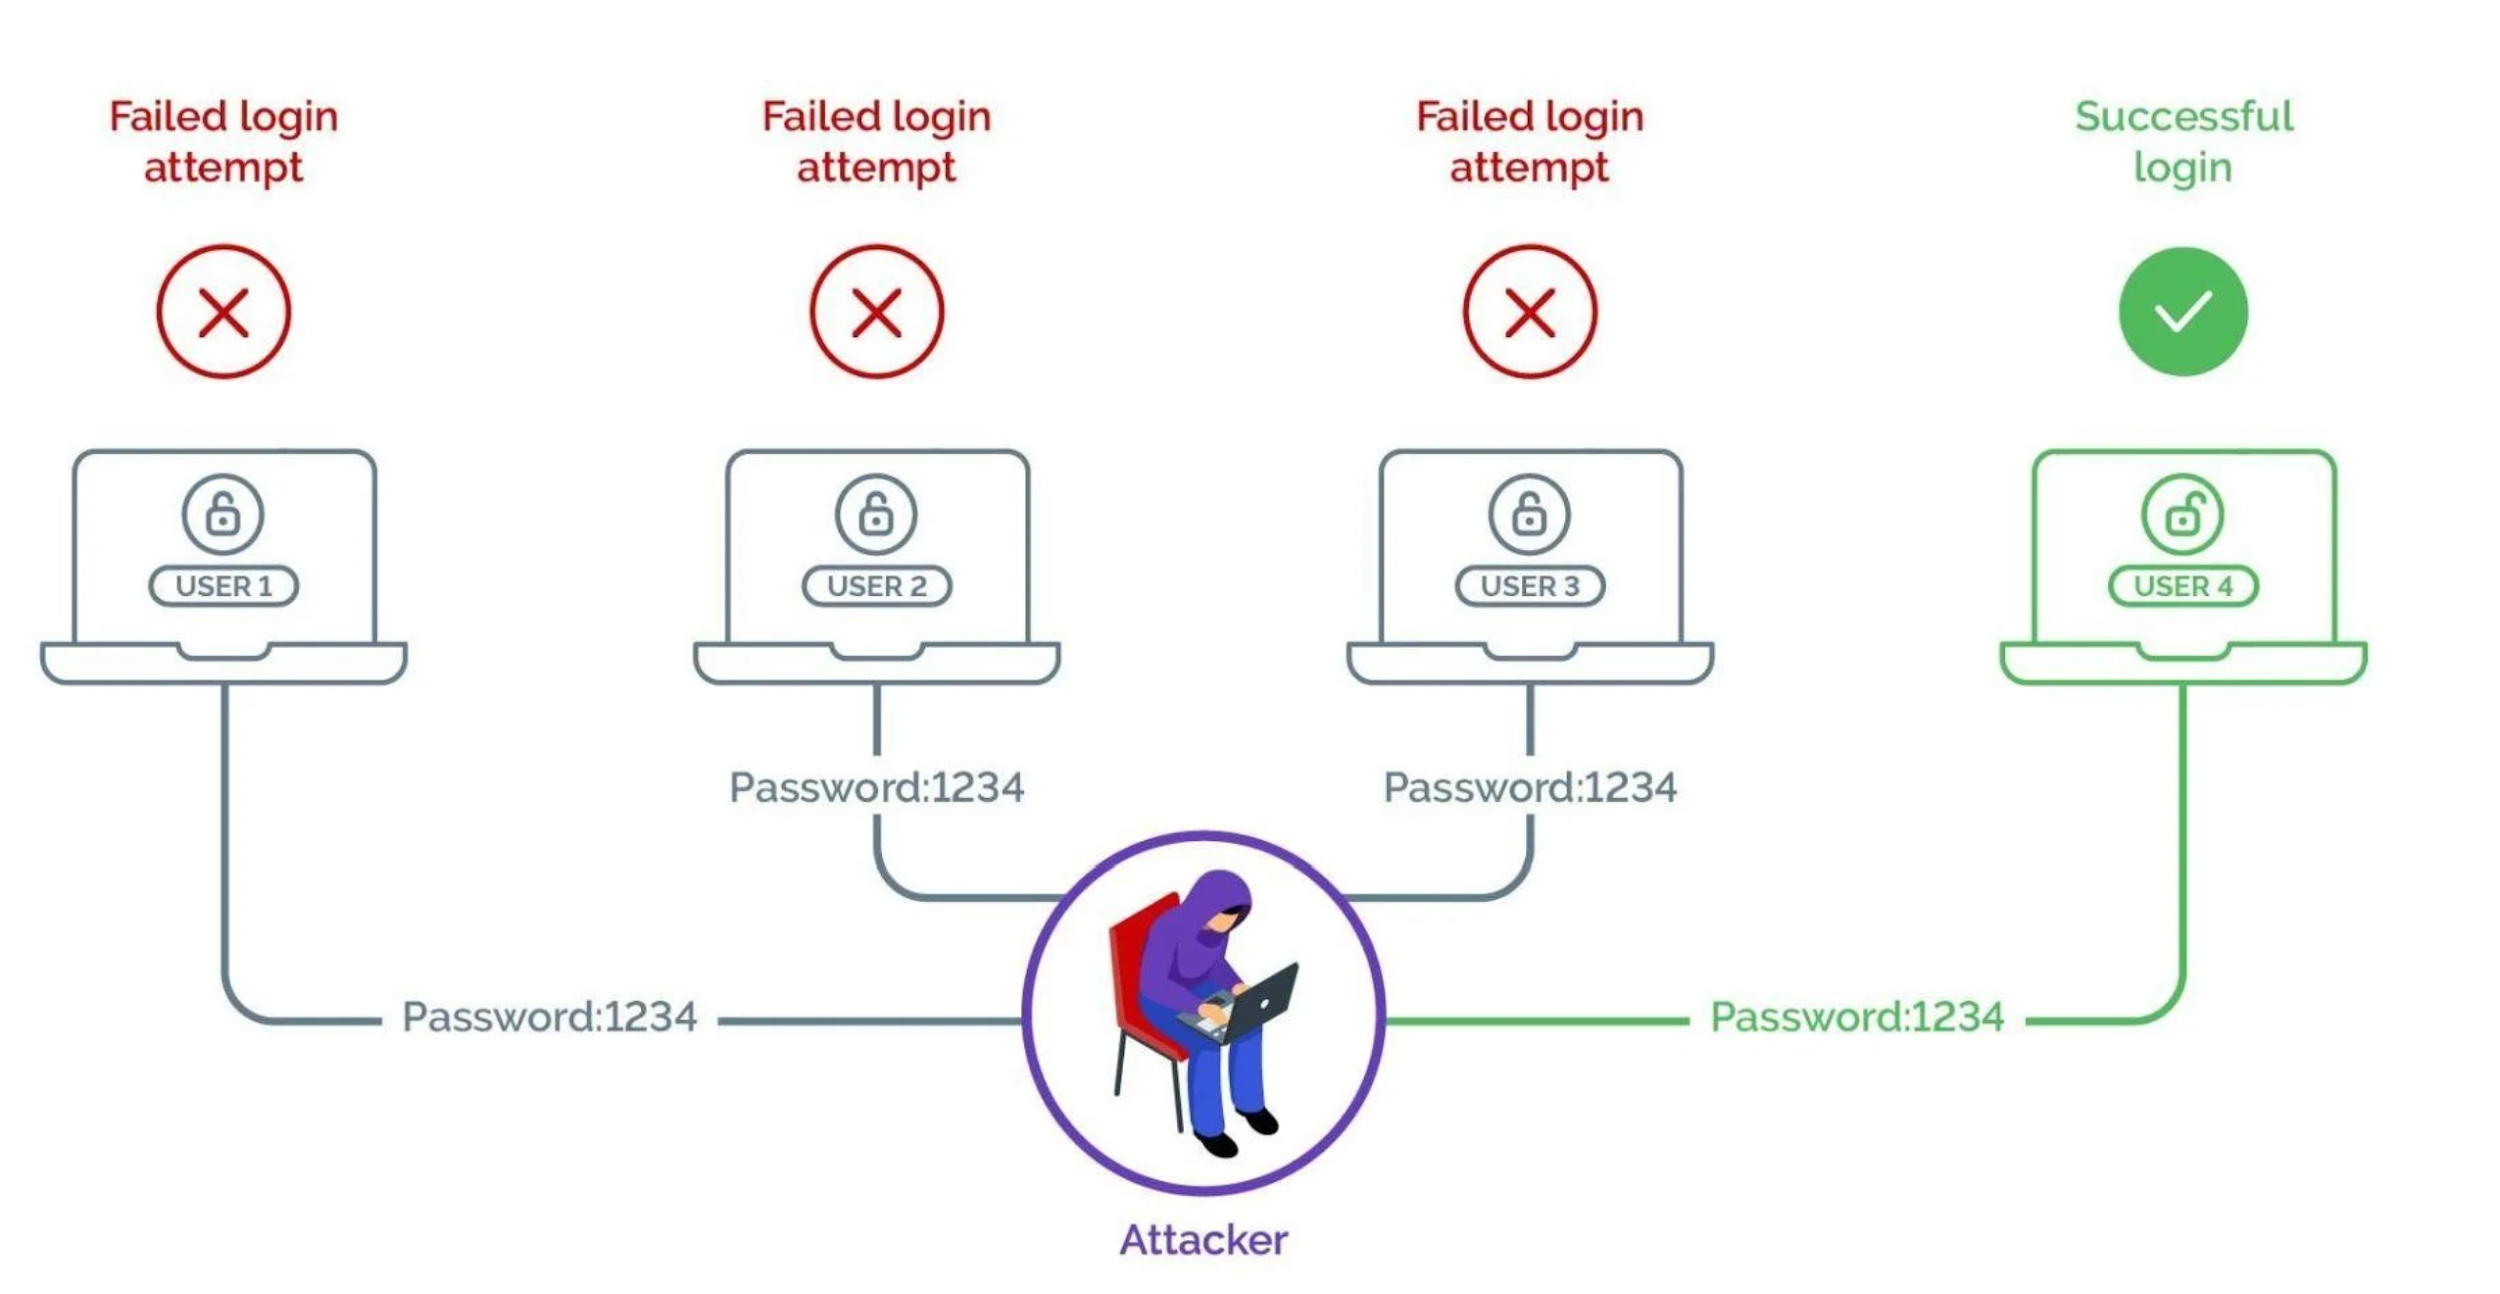 Failed login
attempt
Failed login
attempt
Failed login
attempt
Successful
login
USER 1
USER 2
USER 3
USER 4
Password:1234
Password:1234
Password:1234
Password:1234
Attacker